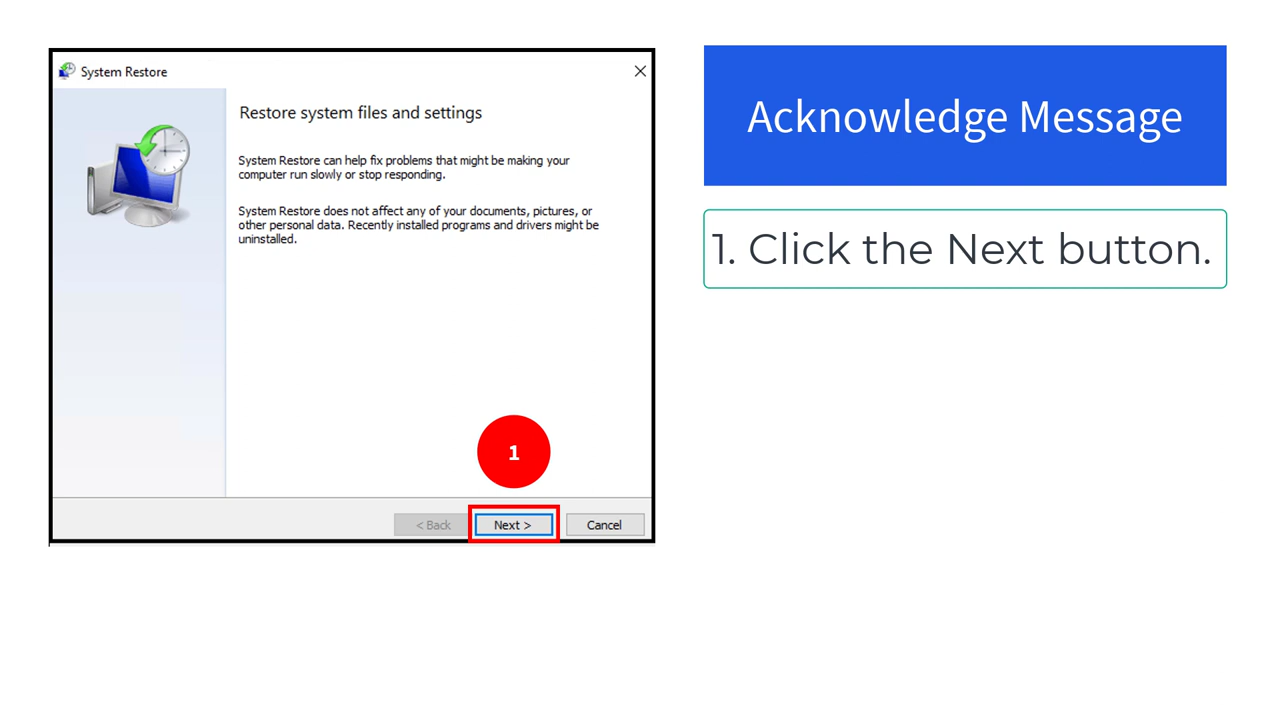 System Restore
Restore system files and settings
System Restore can help fix problems that might be making your
computer run slowly or stop responding.
System Restore does not affect any of your documents, pictures, or
other personal data. Recently installed programs and drivers might be
uninstalled.
1
< Back
Next >
Cancel
Acknowledge Message
1. Click the Next button.